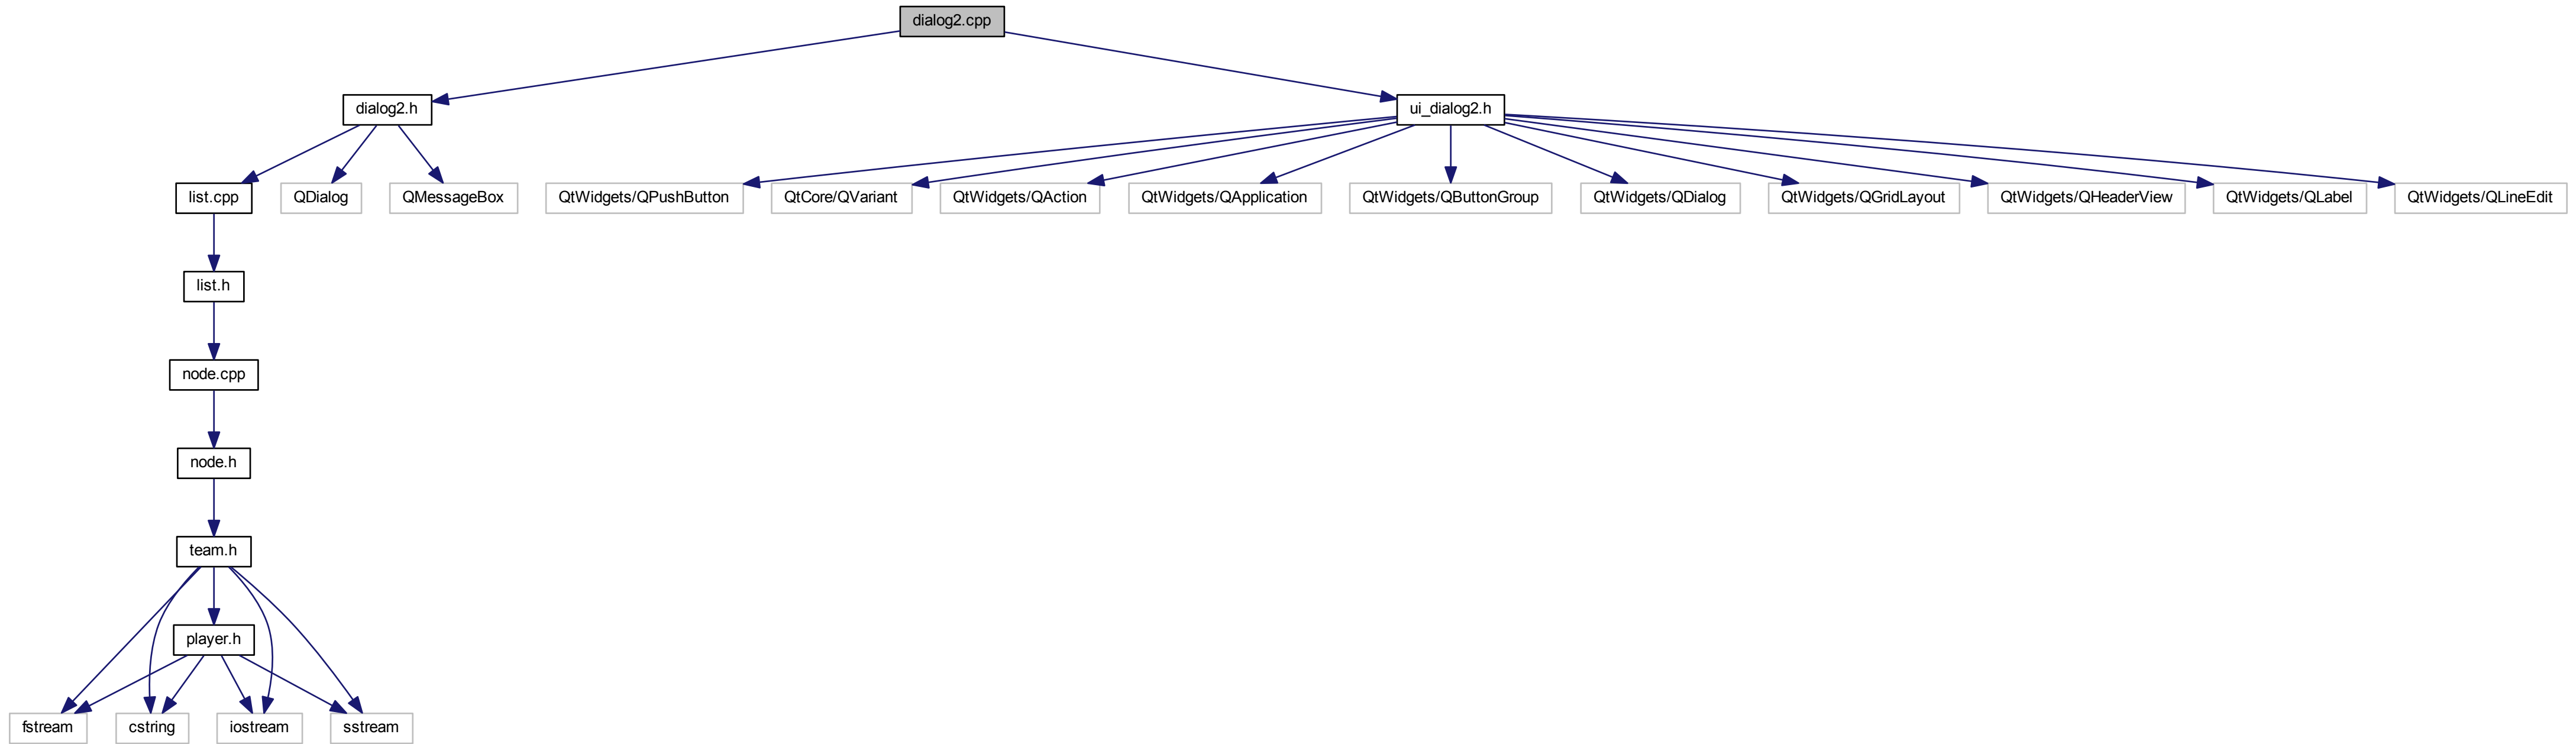 dialog2.cpp
dialog2.h
ui_dialog2.h
list.cpp
QDialog
QMessageBox
QtWidgets/QPushButton
QtCore/QVariant
QtWidgets/QAction
QtWidgets/QApplication
QtWidgets/QButtonGroup
QtWidgets/QDialog
QtWidgets/QGridLayout
QtWidgets/QHeaderView
QtWidgets/QLabel
QtWidgets/QLineEdit
list.h
node.cpp
node.h
team.h
player.h
fstream
cstring
iostream
sstream